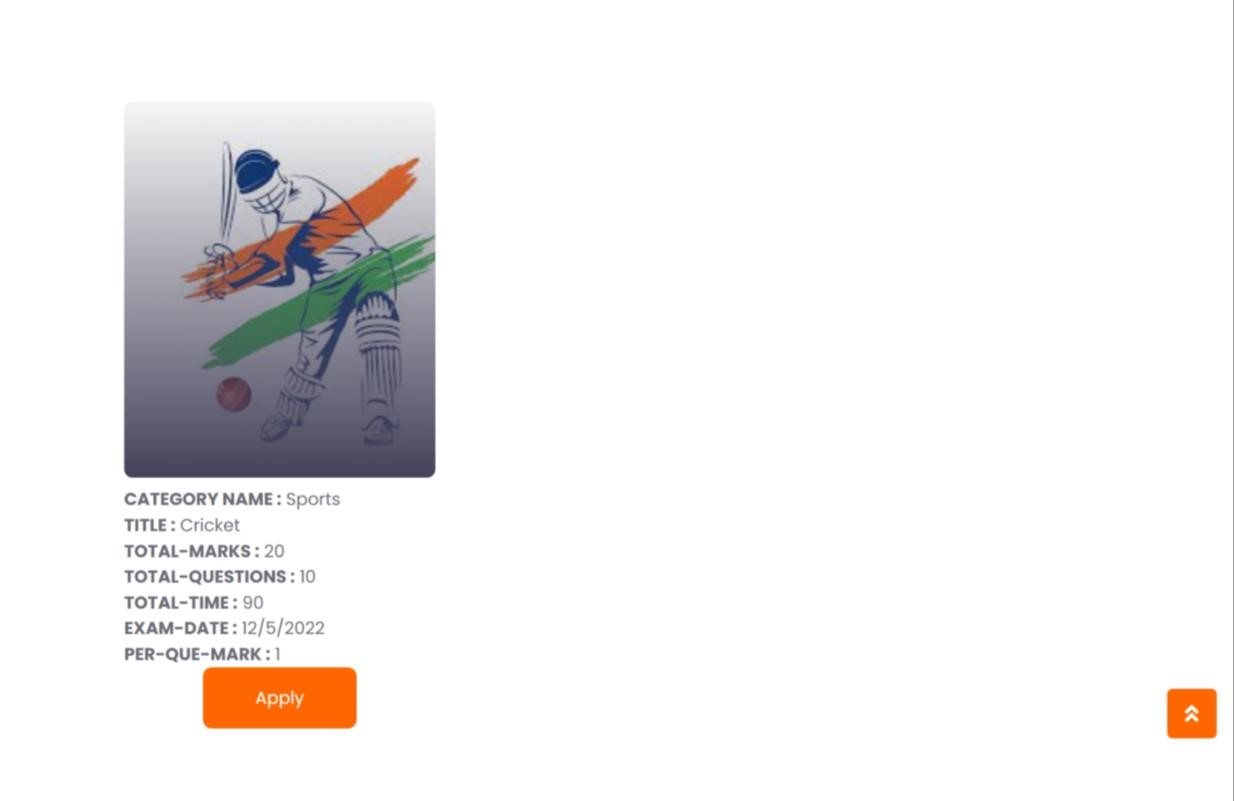 CATEGORY NAME : Sports
TITLE : Cricket
TOTAL-MARKS : 20
TOTAL-QUESTIONS : 10
TOTAL-TIME : 90
EXAM-DATE : 12/5/2022
PER-QUE-MARK : 1
Apply